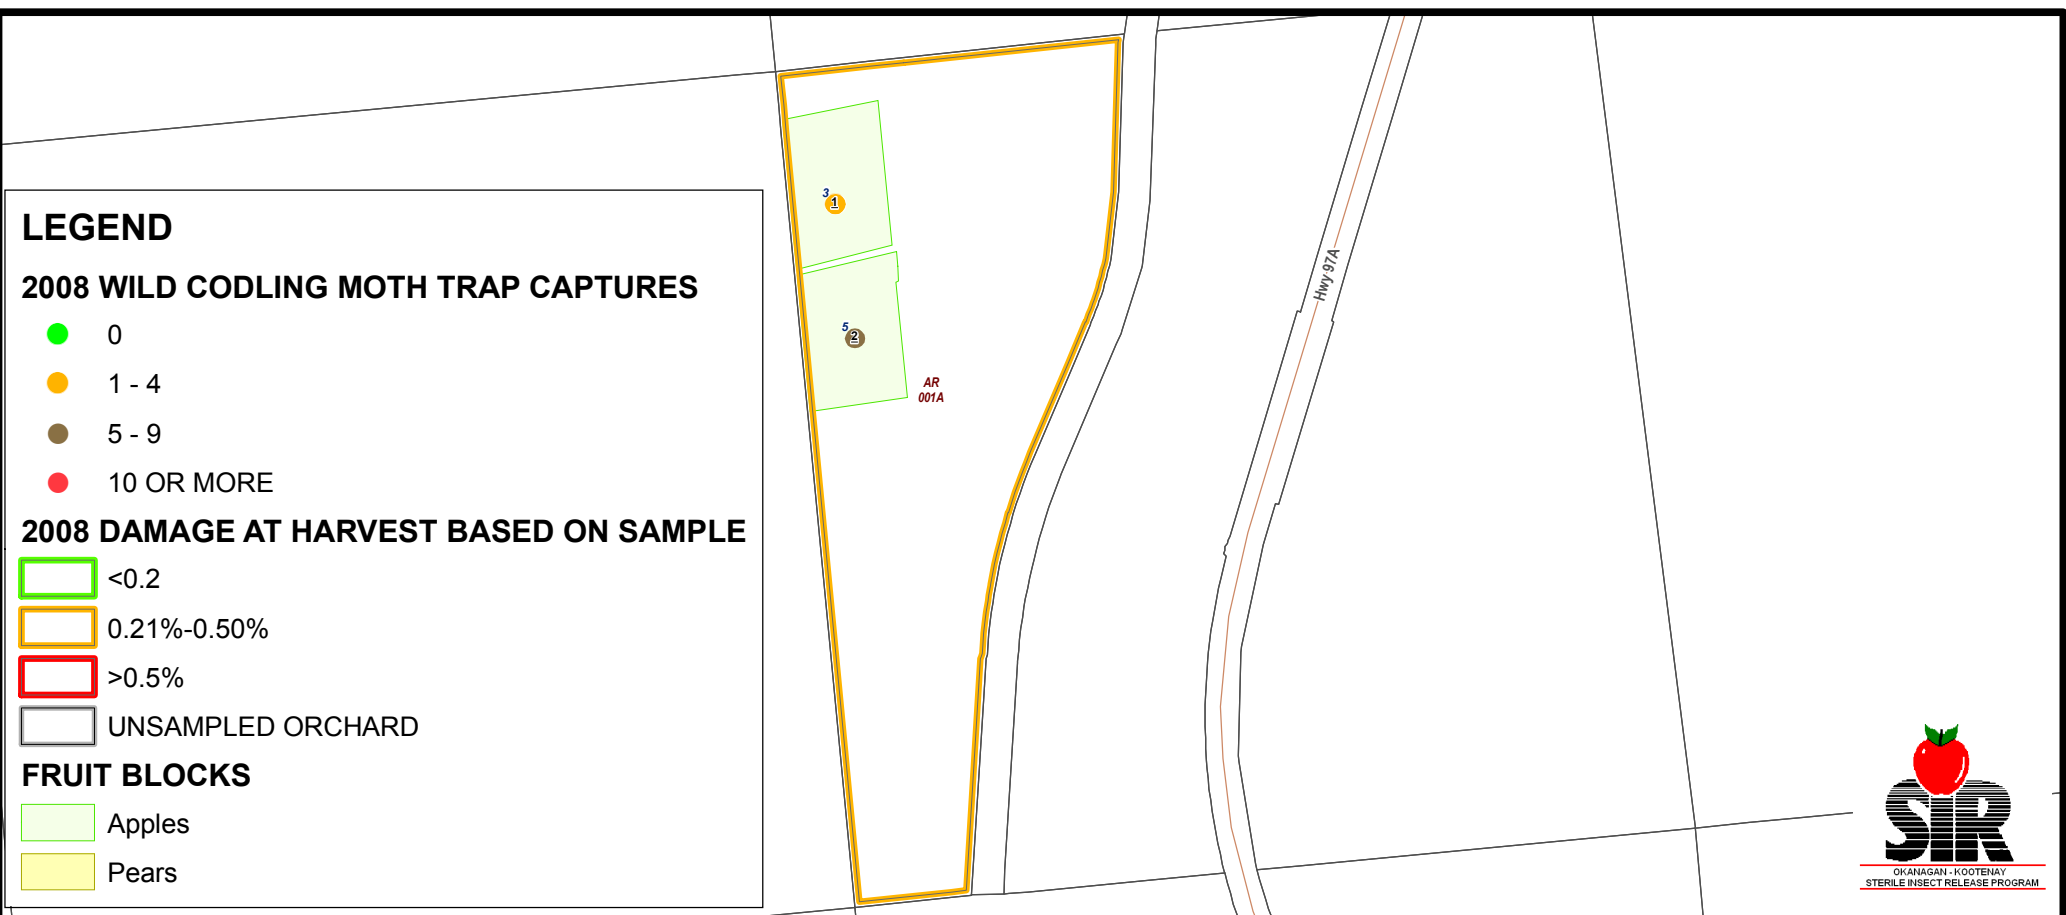 LEGEND
2008 WILD CODLING MOTH TRAP CAPTURES
0
1 - 4
5 - 9
10 OR MORE
2008 DAMAGE AT HARVEST BASED ON SAMPLE
<0.2
0.21%-0.50%
>0.5%
UNSAMPLED ORCHARD
FRUIT BLOCKS
Apples
Pears
3
1
5
2
AR
001A
Hwy 97A
SIR
OKANAGAN - KOOTENAY
STERILE INSECT RELEASE PROGRAM